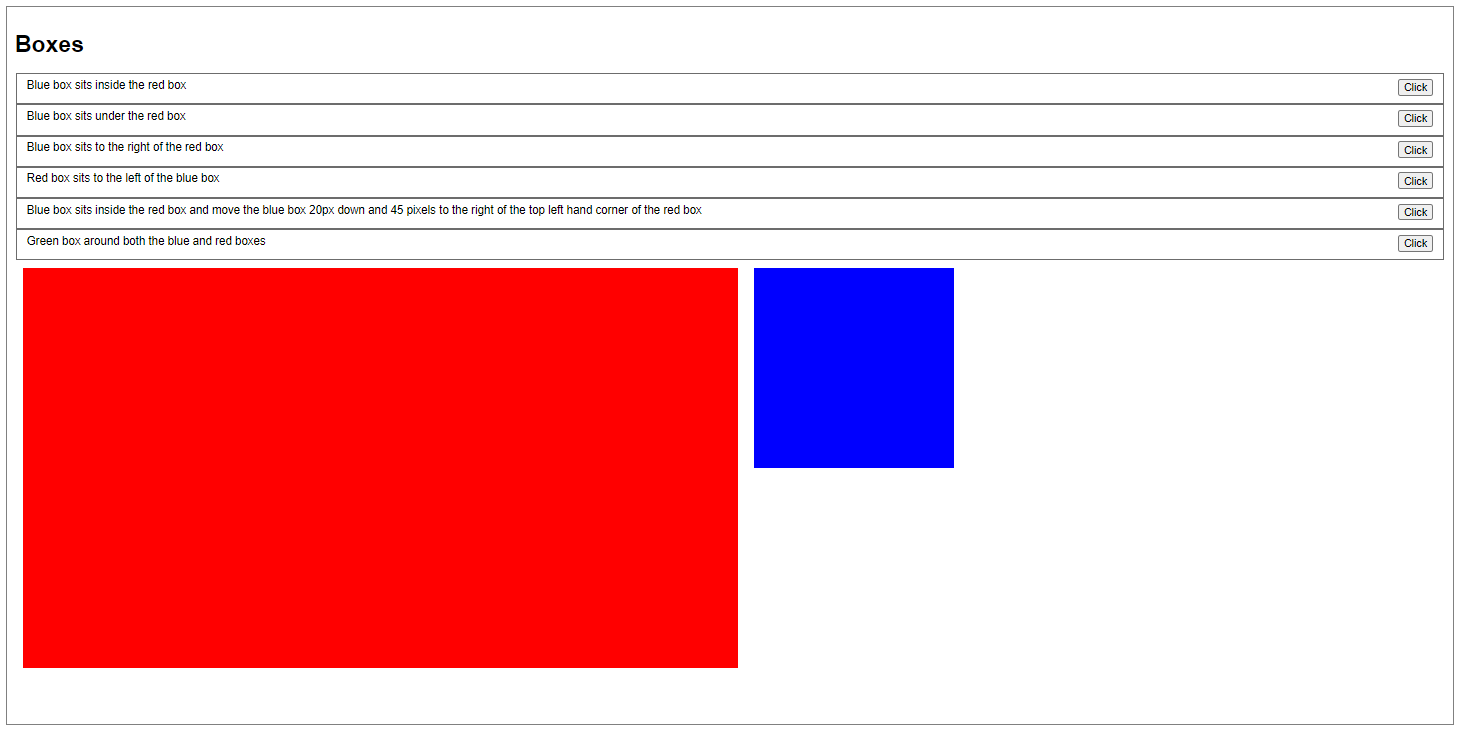 Boxes
Blue box sits inside the red box Click
Blue box sits under the red box Click
Blue box sits to the right of the red box Click
Red box sits to the left of the blue box Click
Blue box sits inside the red box and move the blue box 20px down and 45 pixels to the right of the top left hand corner of the red box Click
Green box around both the blue and red boxes Click